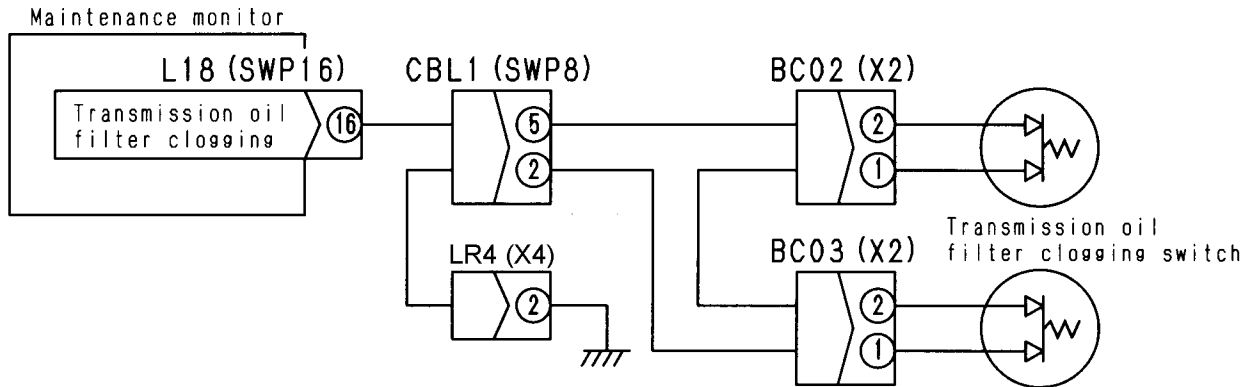 Maintenance monitor
L18 (SWP16)
CBL1 (SWP8)
BC02 (X2)
Transmission oil
filter clogging
16
5
2
2
1
LR4 (X4)
2
BC03 (X2)
Transmission oil
filter clogging switch
2
1